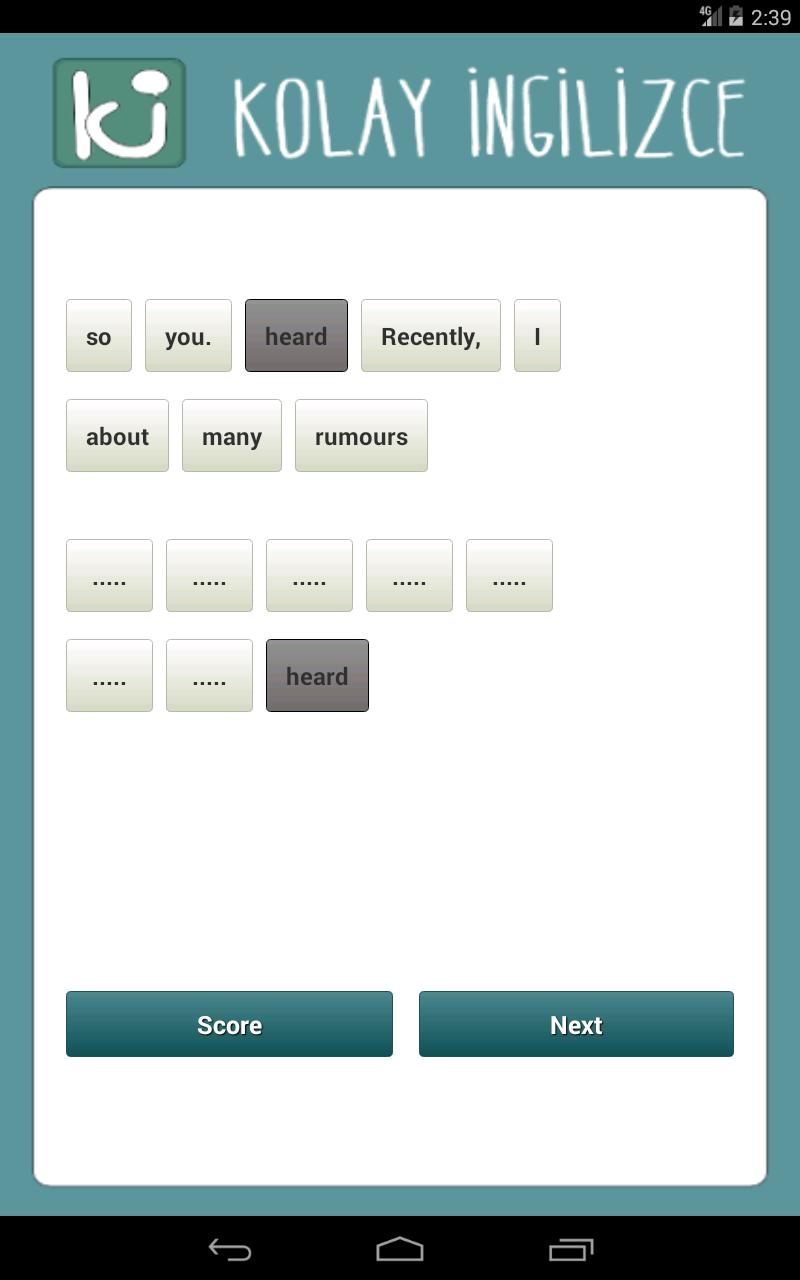 4G 2:39
ki KOLAY İNGİLİZCE
so you. heard Recently, I
about many rumours
..... ..... ..... ..... .....
..... ..... heard
Score Next